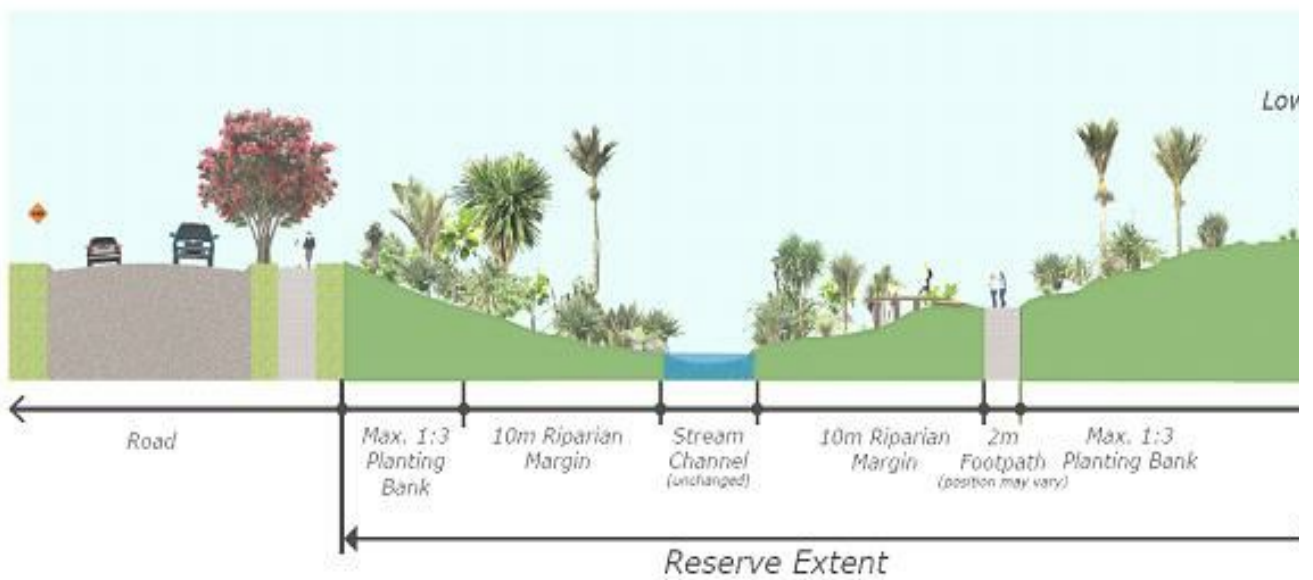 Low
Road
Max. 1:3
Planting
Bank
10m Riparian
Margin
Stream
Channel
(unchanged)
10m Riparian
Margin
2m
Footpath
(position may vary)
Max. 1:3
Planting Bank
Reserve Extent